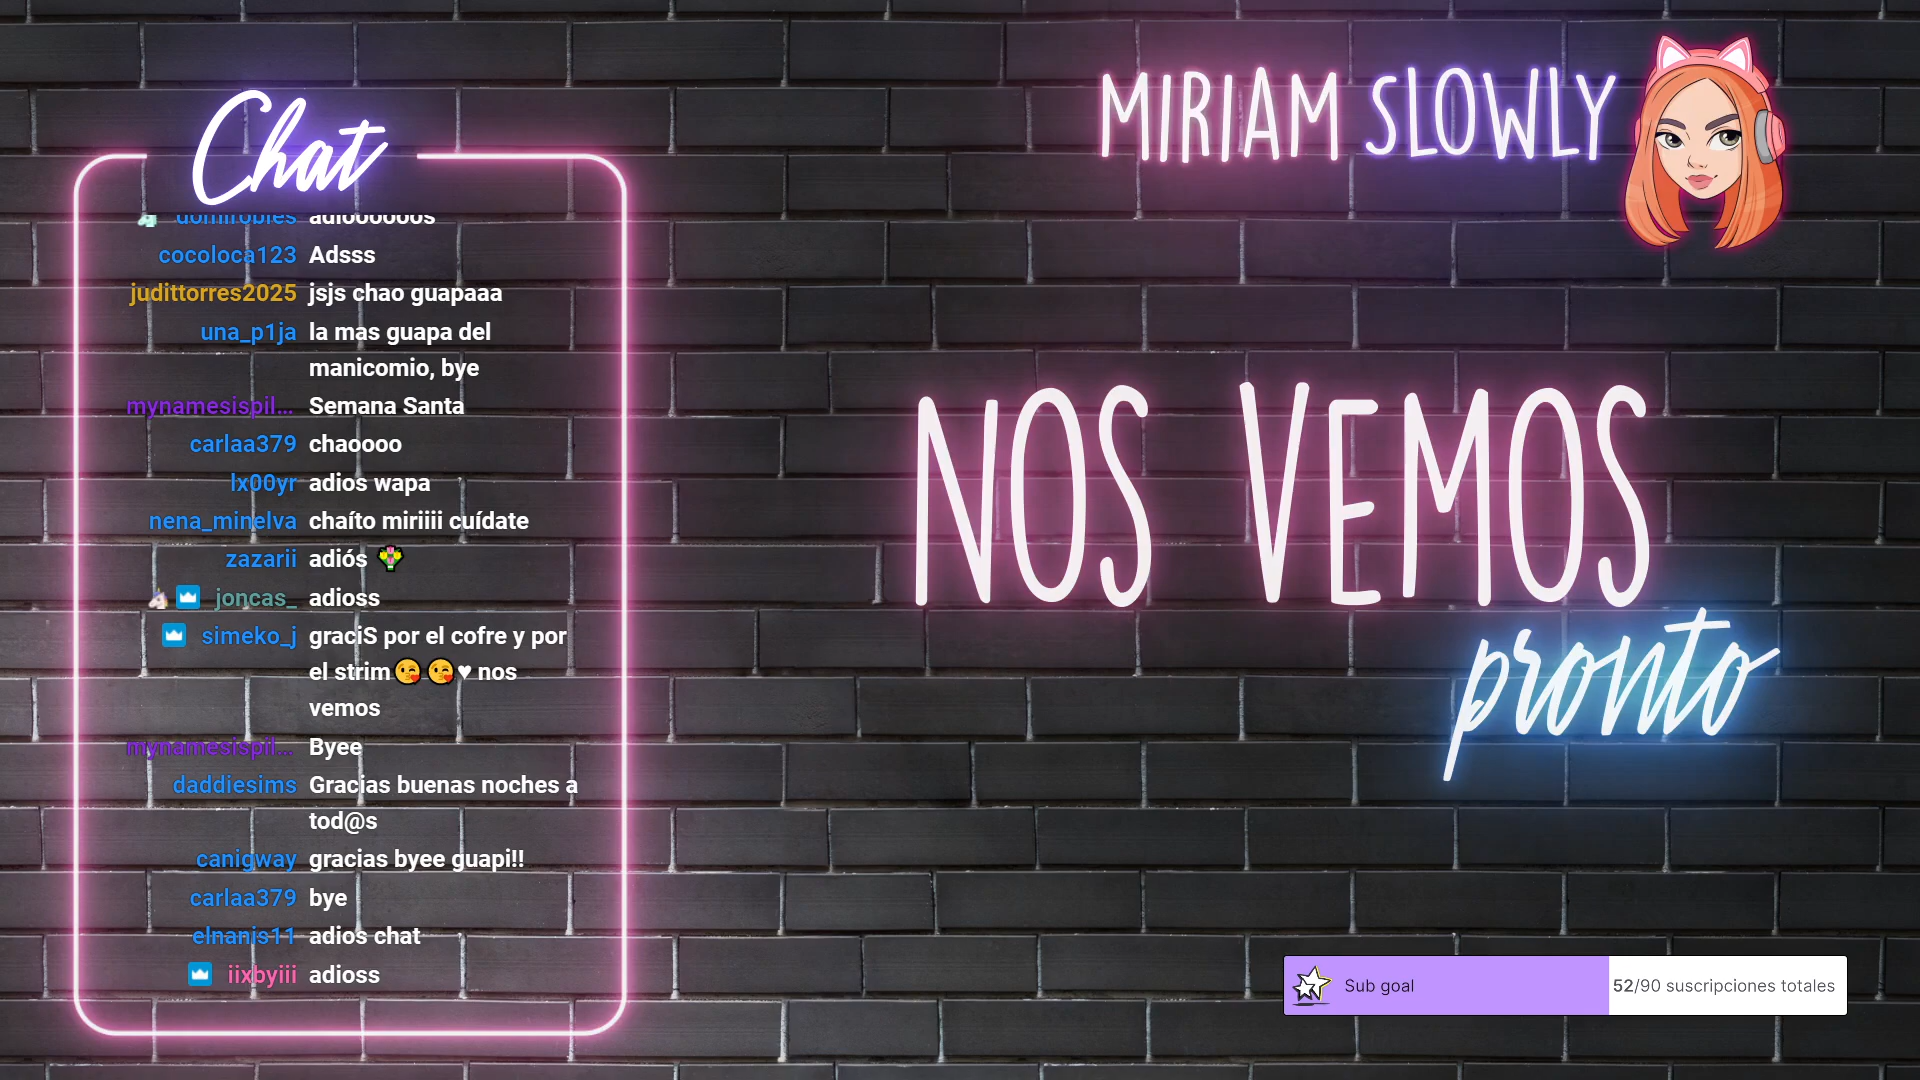 MIRIAM SLOWLY
Chat
domirobles adioooooos
cocoloca123 Adsss
judittorres2025 jsjs chao guapaaa
una_p1ja la mas guapa del
manicomio, bye
mynamesispil... Semana Santa
carlaa379 chaoooo
lx00yr adios wapa
nena_minelva chaíto miriiii cuídate
zazarii adiós
joncas_ adioss
simeko_j graciS por el cofre y por
el strim😘😘♥ nos
vemos
mynamesispil... Byee
daddiesims Gracias buenas noches a
tod@s
canigway gracias byee guapi!!
carlaa379 bye
elnanis11 adios chat
iixbyiii adioss
NOS VEMOS
pronto
Sub goal 52/90 suscripciones totales